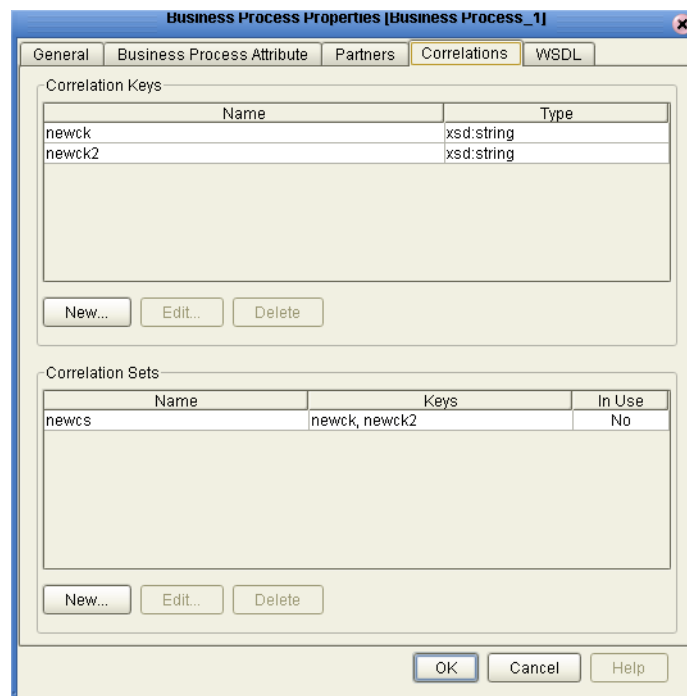 Business Process Properties [Business Process_1]
General Business Process Attribute Partners Correlations WSDL
Correlation Keys
Name Type
newck xsd:string
newck2 xsd:string
New... Edit... Delete
Correlation Sets
Name Keys In Use
newcs newck, newck2 No
New... Edit... Delete
OK Cancel Help